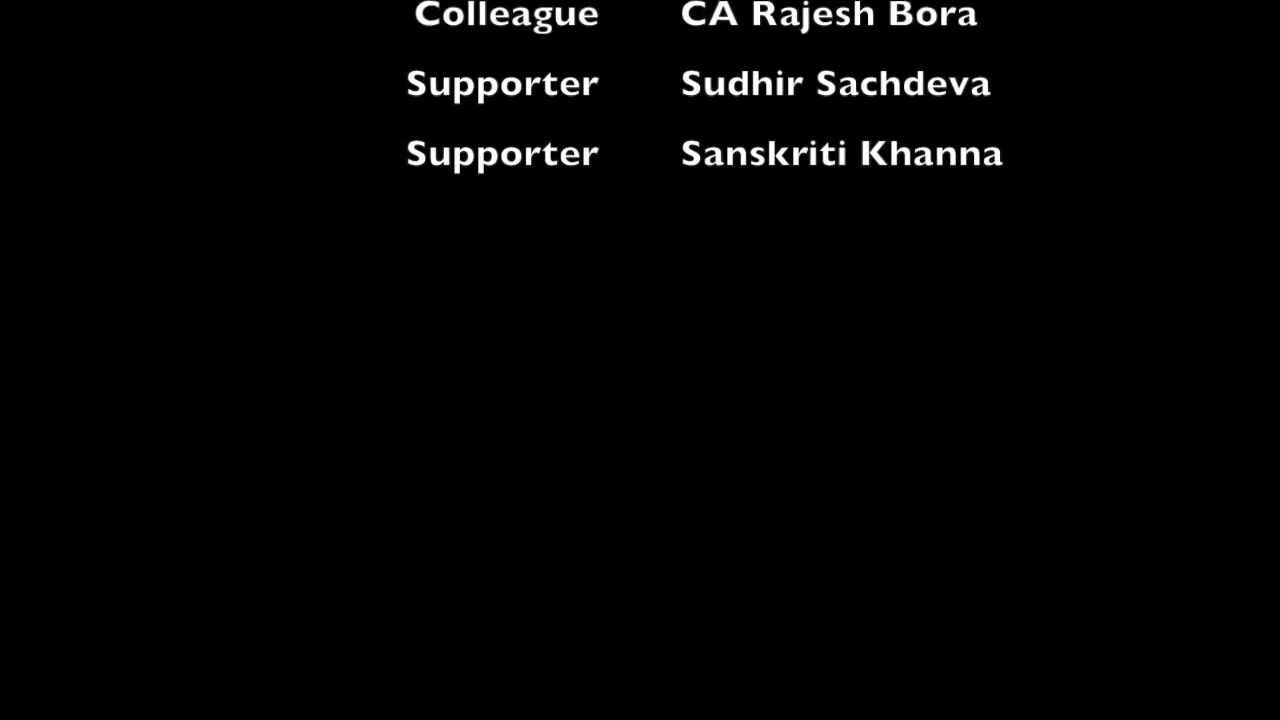 Colleague CA Rajesh Bora
Supporter Sudhir Sachdeva
Supporter Sanskriti Khanna